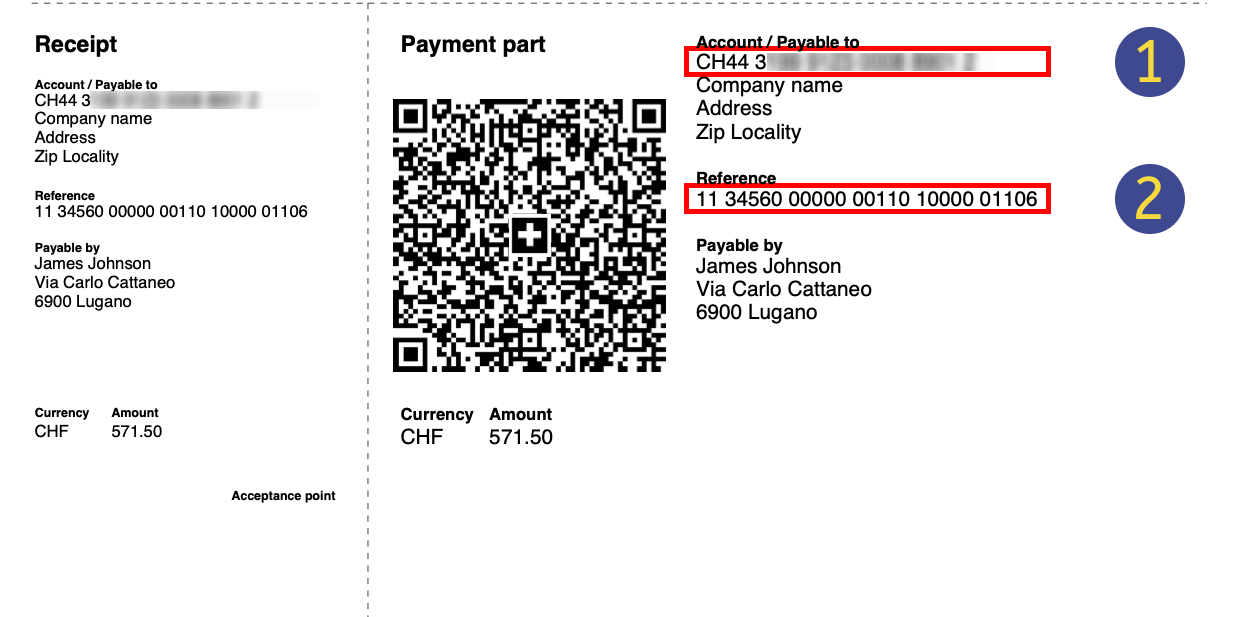 Receipt
Account / Payable to
CH44 3
Company name
Address
Zip Locality
Reference
11 34560 00000 00110 10000 01106
Payable by
James Johnson
Via Carlo Cattaneo
6900 Lugano
Currency Amount
CHF 571.50
Acceptance point
Payment part
Currency Amount
CHF 571.50
Account / Payable to
CH44 3
Company name
Address
Zip Locality
Reference
11 34560 00000 00110 10000 01106
Payable by
James Johnson
Via Carlo Cattaneo
6900 Lugano
1
2